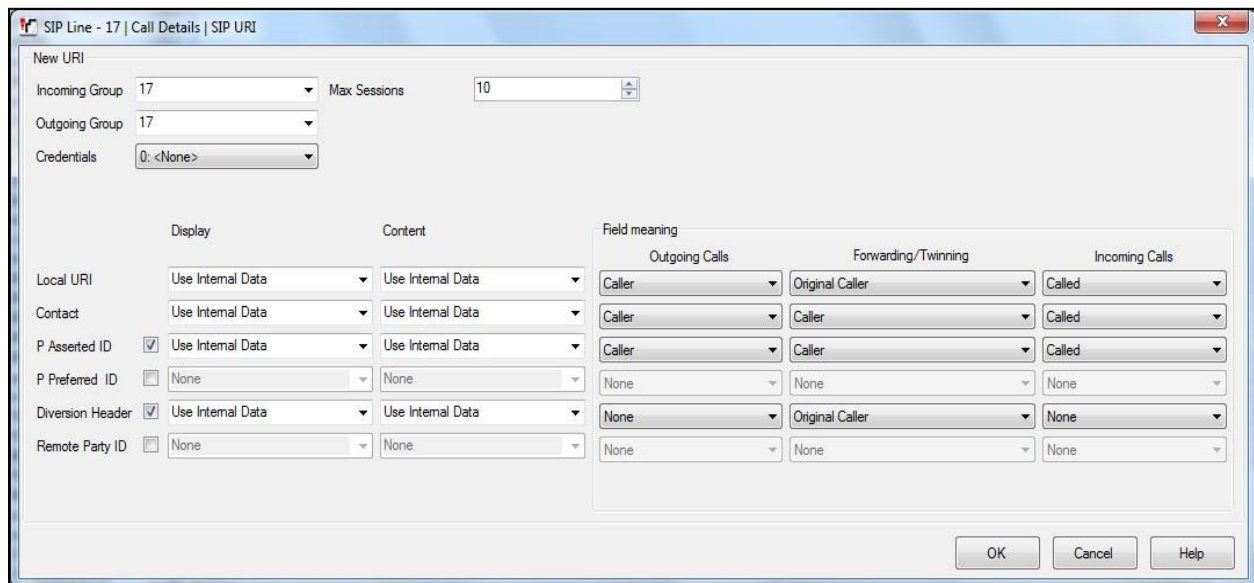 SIP Line - 17 | Call Details | SIP URI
New URI
Incoming Group 17 Max Sessions 10
Outgoing Group 17
Credentials 0: <None>
Display Content Field meaning
Outgoing Calls Forwarding/Twinning Incoming Calls
Local URI Use Internal Data Use Internal Data Caller Original Caller Called
Contact Use Internal Data Use Internal Data Caller Caller Called
P Asserted ID Use Internal Data Use Internal Data Caller Caller Called
P Preferred ID None None None None None
Diversion Header Use Internal Data Use Internal Data None Original Caller None
Remote Party ID None None None None None
OK Cancel Help